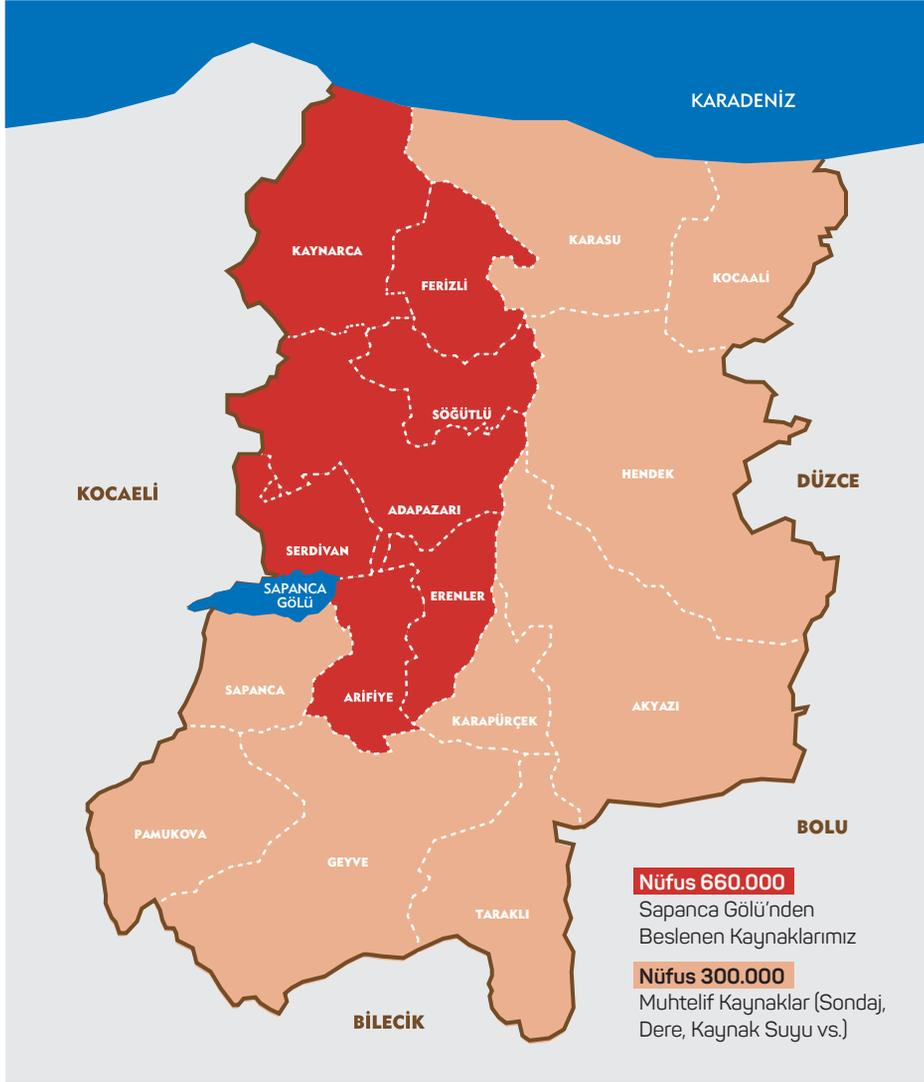 KARADENİZ
KARASU
KAYNARCA
KOCAALİ
FERİZLİ
SÖĞÜTLÜ
HENDEK
DÜZCE
KOCAELİ
ADAPAZARI
SERDİVAN
SAPANCA
GÖLÜ
ERENLER
SAPANCA
ARİFİYE
AKYAZI
KARAPÜRÇEK
BOLU
PAMUKOVA
GEYVE
TARAKLI
BİLECİK
Nüfus 660.000
Sapanca Gölü’nden
Beslenen Kaynaklarımız
Nüfus 300.000
Muhtelif Kaynaklar (Sondaj,
Dere, Kaynak Suyu vs.)